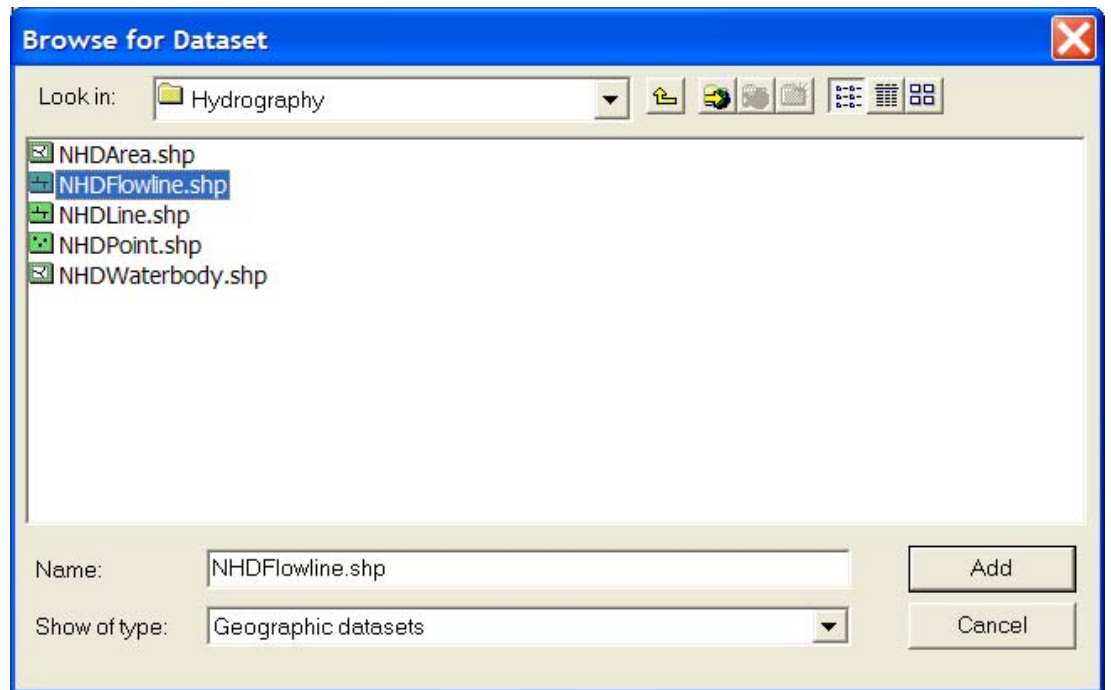 Browse for Dataset
Look in: Hydrography
NHDArea.shp
NHDFlowline.shp
NHDLine.shp
NHDPoint.shp
NHDWaterbody.shp
Name: NHDFlowline.shp Add
Show of type: Geographic datasets Cancel